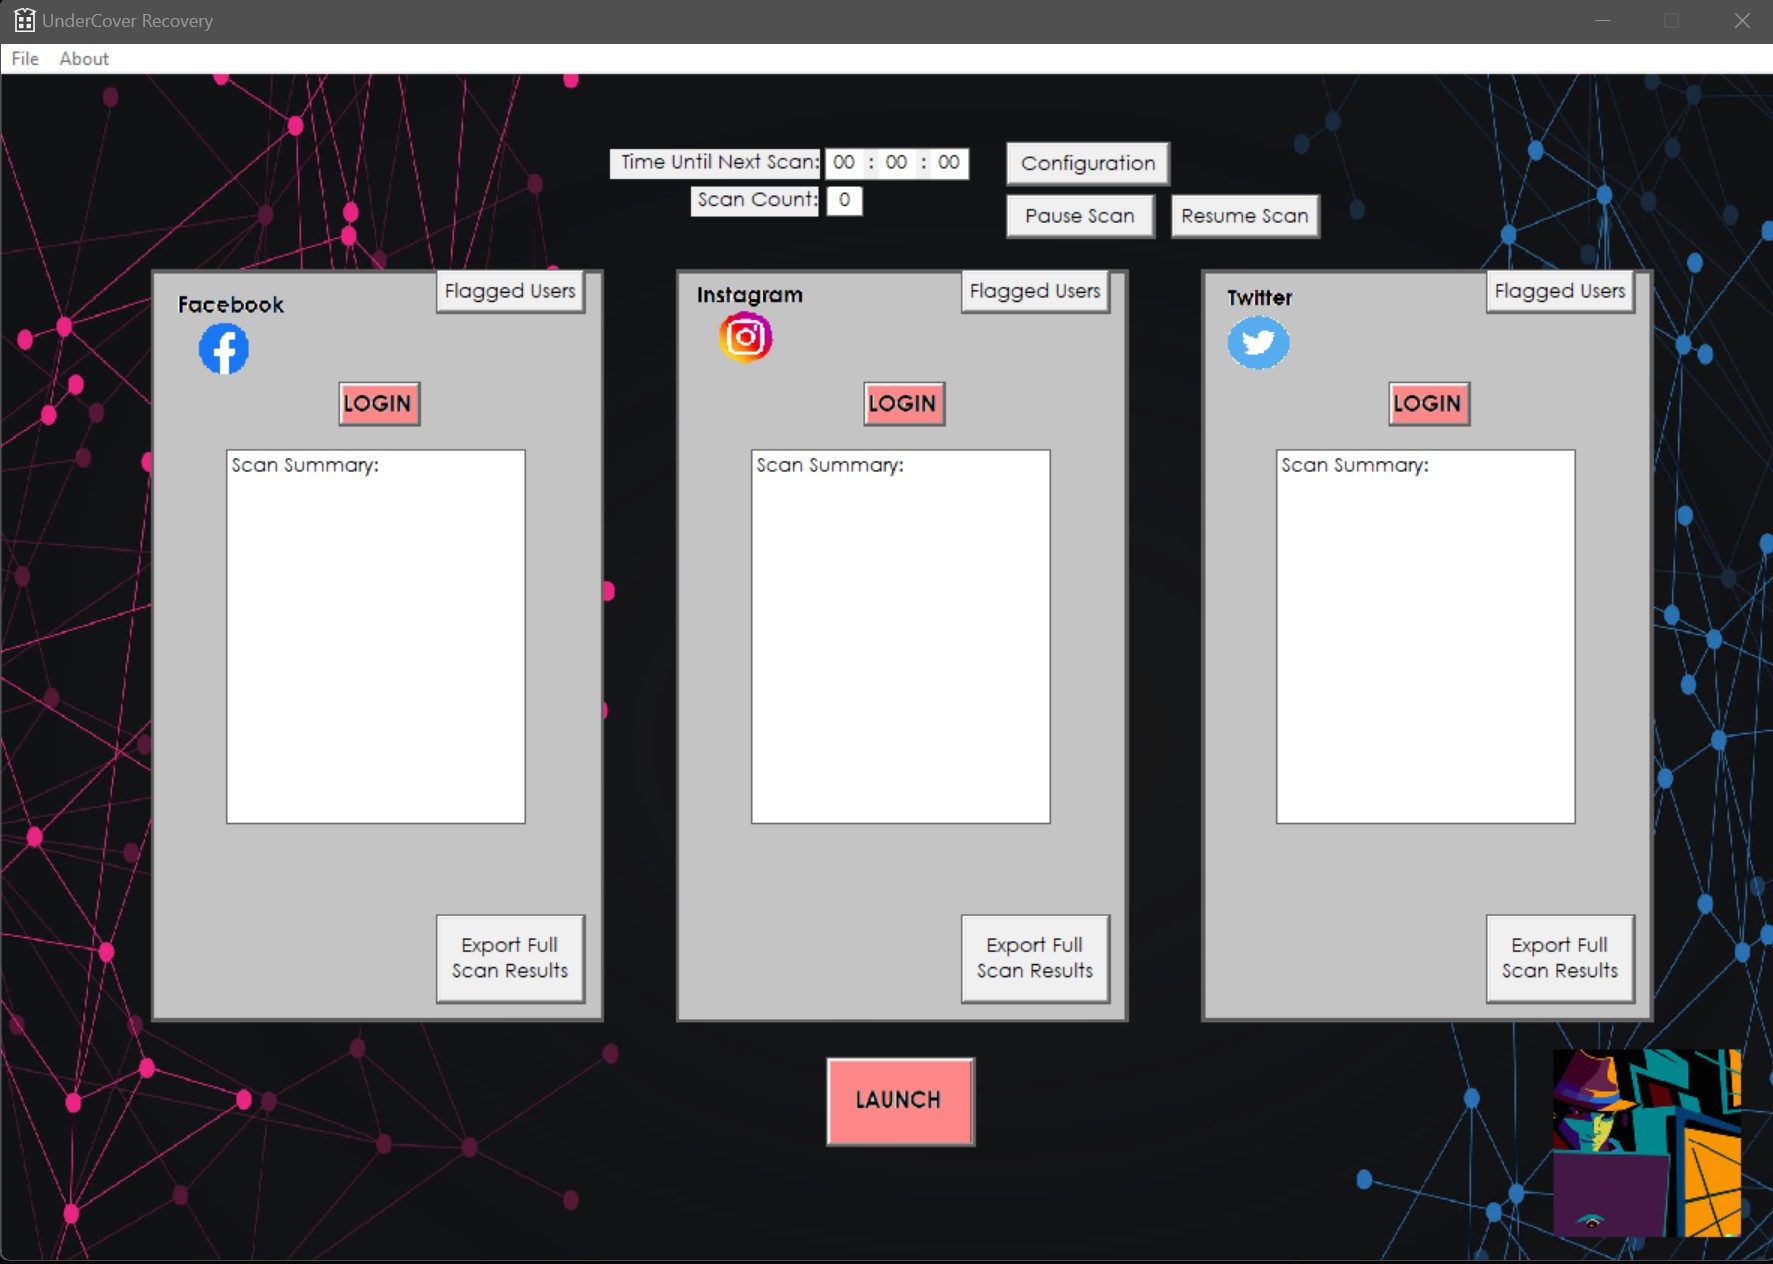 UnderCover Recovery
File About
Time Until Next Scan: 00 : 00 : 00
Configuration
Scan Count: 0
Pause Scan
Resume Scan
Facebook
Flagged Users
LOGIN
Scan Summary:
Export Full
Scan Results
Instagram
Flagged Users
LOGIN
Scan Summary:
Export Full
Scan Results
Twitter
Flagged Users
LOGIN
Scan Summary:
Export Full
Scan Results
LAUNCH